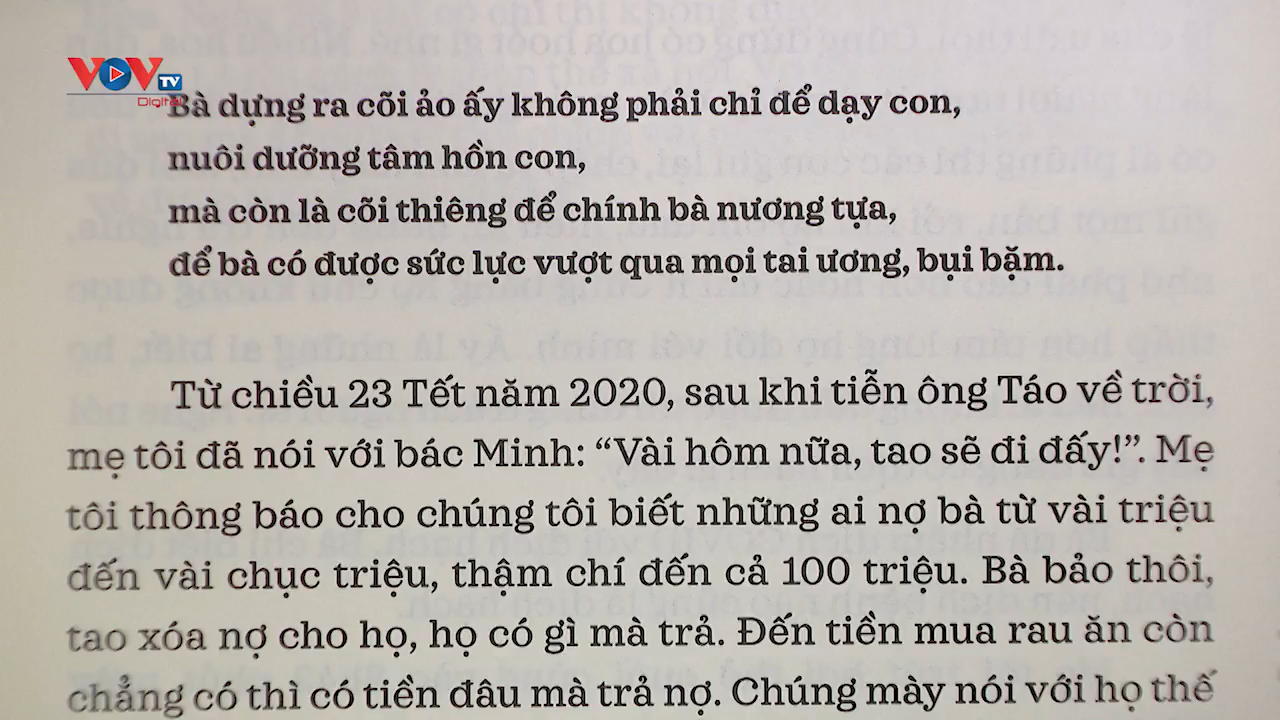 VOV TV
Digital
Bà dựng ra cõi ảo ấy không phải chỉ để dạy con,
nuôi dưỡng tâm hồn con,
mà còn là cõi thiêng để chính bà nương tựa,
để bà có được sức lực vượt qua mọi tai ương, bụi bặm.
Từ chiều 23 Tết năm 2020, sau khi tiễn ông Táo về trời,
mẹ tôi đã nói với bác Minh: “Vài hôm nữa, tao sẽ đi đấy!”. Mẹ
tôi thông báo cho chúng tôi biết những ai nợ bà từ vài triệu
đến vài chục triệu, thậm chí đến cả 100 triệu. Bà bảo thôi,
tao xóa nợ cho họ, họ có gì mà trả. Đến tiền mua rau ăn còn
chẳng có thì có tiền đâu mà trả nợ. Chúng mày nói với họ thế